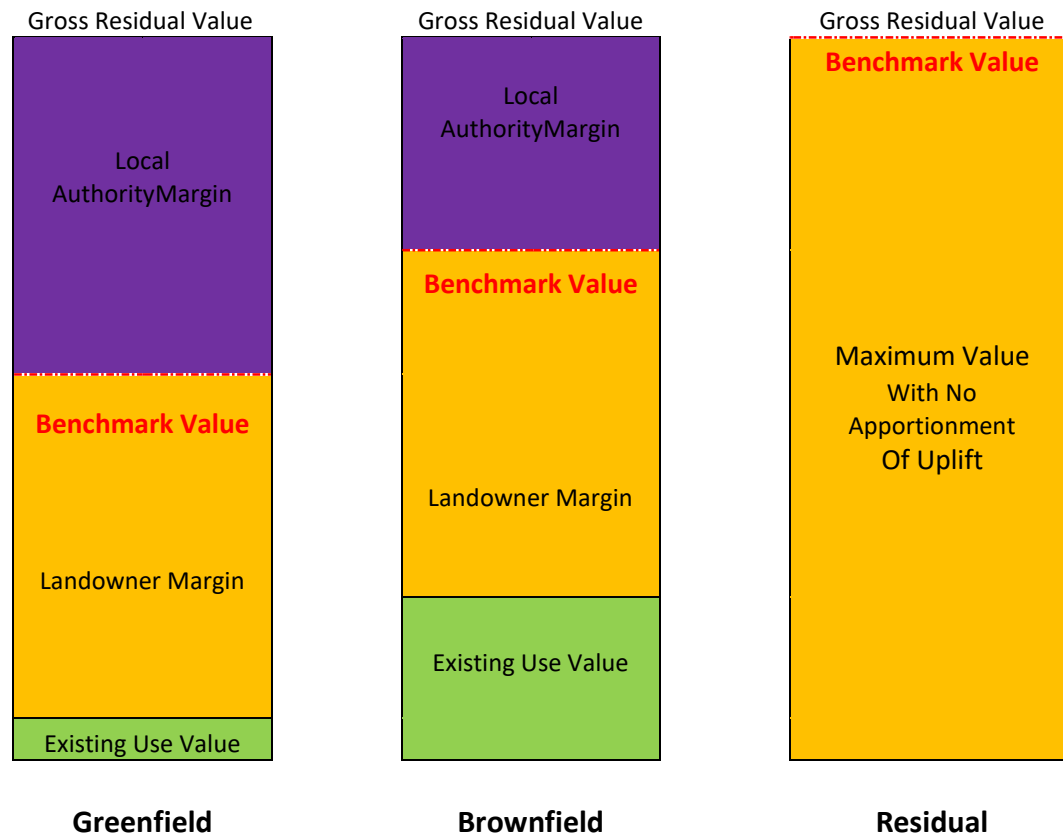 Gross Residual Value
Local
AuthorityMargin
Benchmark Value
Landowner Margin
Existing Use Value
Greenfield
Gross Residual Value
Local
AuthorityMargin
Benchmark Value
Landowner Margin
Existing Use Value
Brownfield
Gross Residual Value
Benchmark Value
Maximum Value
With No
Apportionment
Of Uplift
Residual